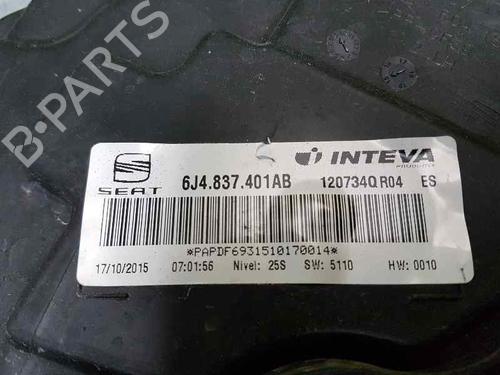 B-PARTS
SEAT
6J4.837.401AB
INTEVA
PRODUCTS
120734Q R04 ES
*PAPDF6931510170014*
17/10/2015 07:01:56 Nivel: 25S SW: 5110 HW: 0010